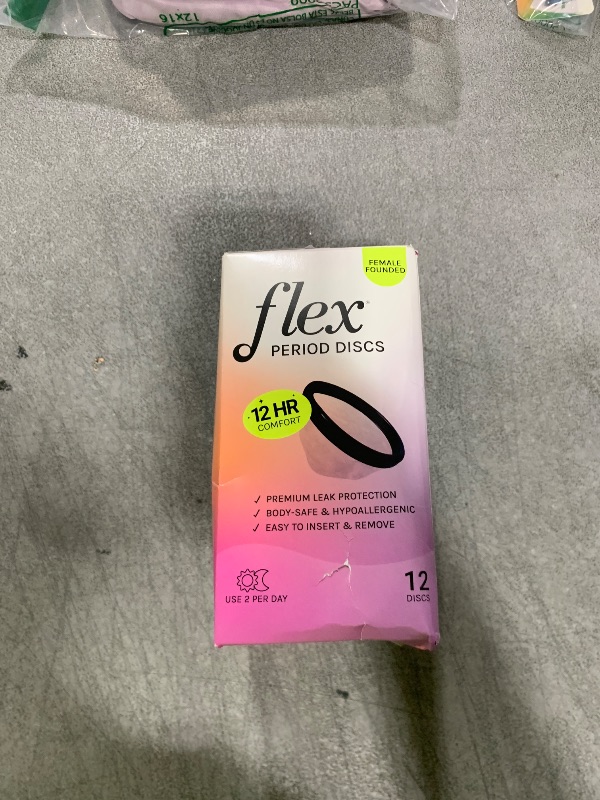 12x16
FEMALE
FOUNDED
flex
PERIOD DISCS
12 HR
COMFORT
✓ PREMIUM LEAK PROTECTION
✓ BODY-SAFE & HYPOALLERGENIC
✓ EASY TO INSERT & REMOVE
USE 2 PER DAY
12
DISCS